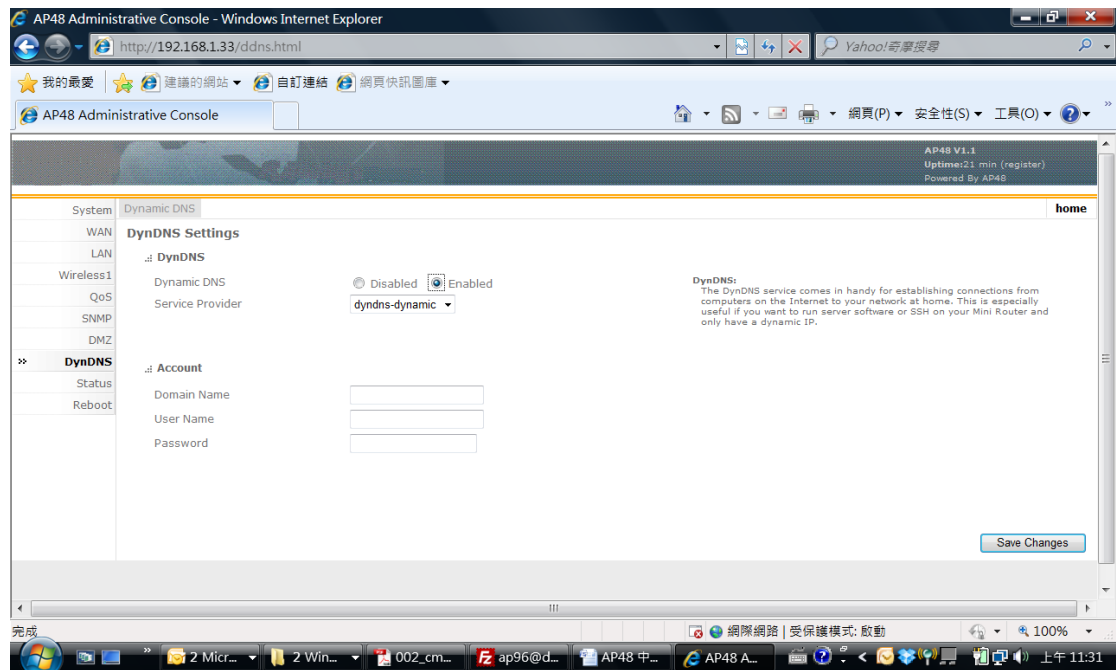 AP48 Administrative Console - Windows Internet Explorer
http://192.168.1.33/ddns.html
Yahoo!奇摩搜尋
我的最愛 建議的網站 自訂連結 網頁快訊圖庫
AP48 Administrative Console
網頁(P) 安全性(S) 工具(O)
AP48 V1.1
Uptime:21 min (register)
Powered By AP48
System
WAN
LAN
Wireless1
QoS
SNMP
DMZ
» DynDNS
Status
Reboot
Dynamic DNS
home
DynDNS Settings
.: DynDNS
Dynamic DNS Disabled Enabled
Service Provider dyndns-dynamic
DynDNS:
The DynDNS service comes in handy for establishing connections from
computers on the Internet to your network at home. This is especially
useful if you want to run server software or SSH on your Mini Router and
only have a dynamic IP.
.: Account
Domain Name
User Name
Password
Save Changes
完成
網際網路 | 受保護模式: 啟動
100%
2 Micr... 2 Win... 002_cm... ap96@d... AP48 中... AP48 A... 上午 11:31